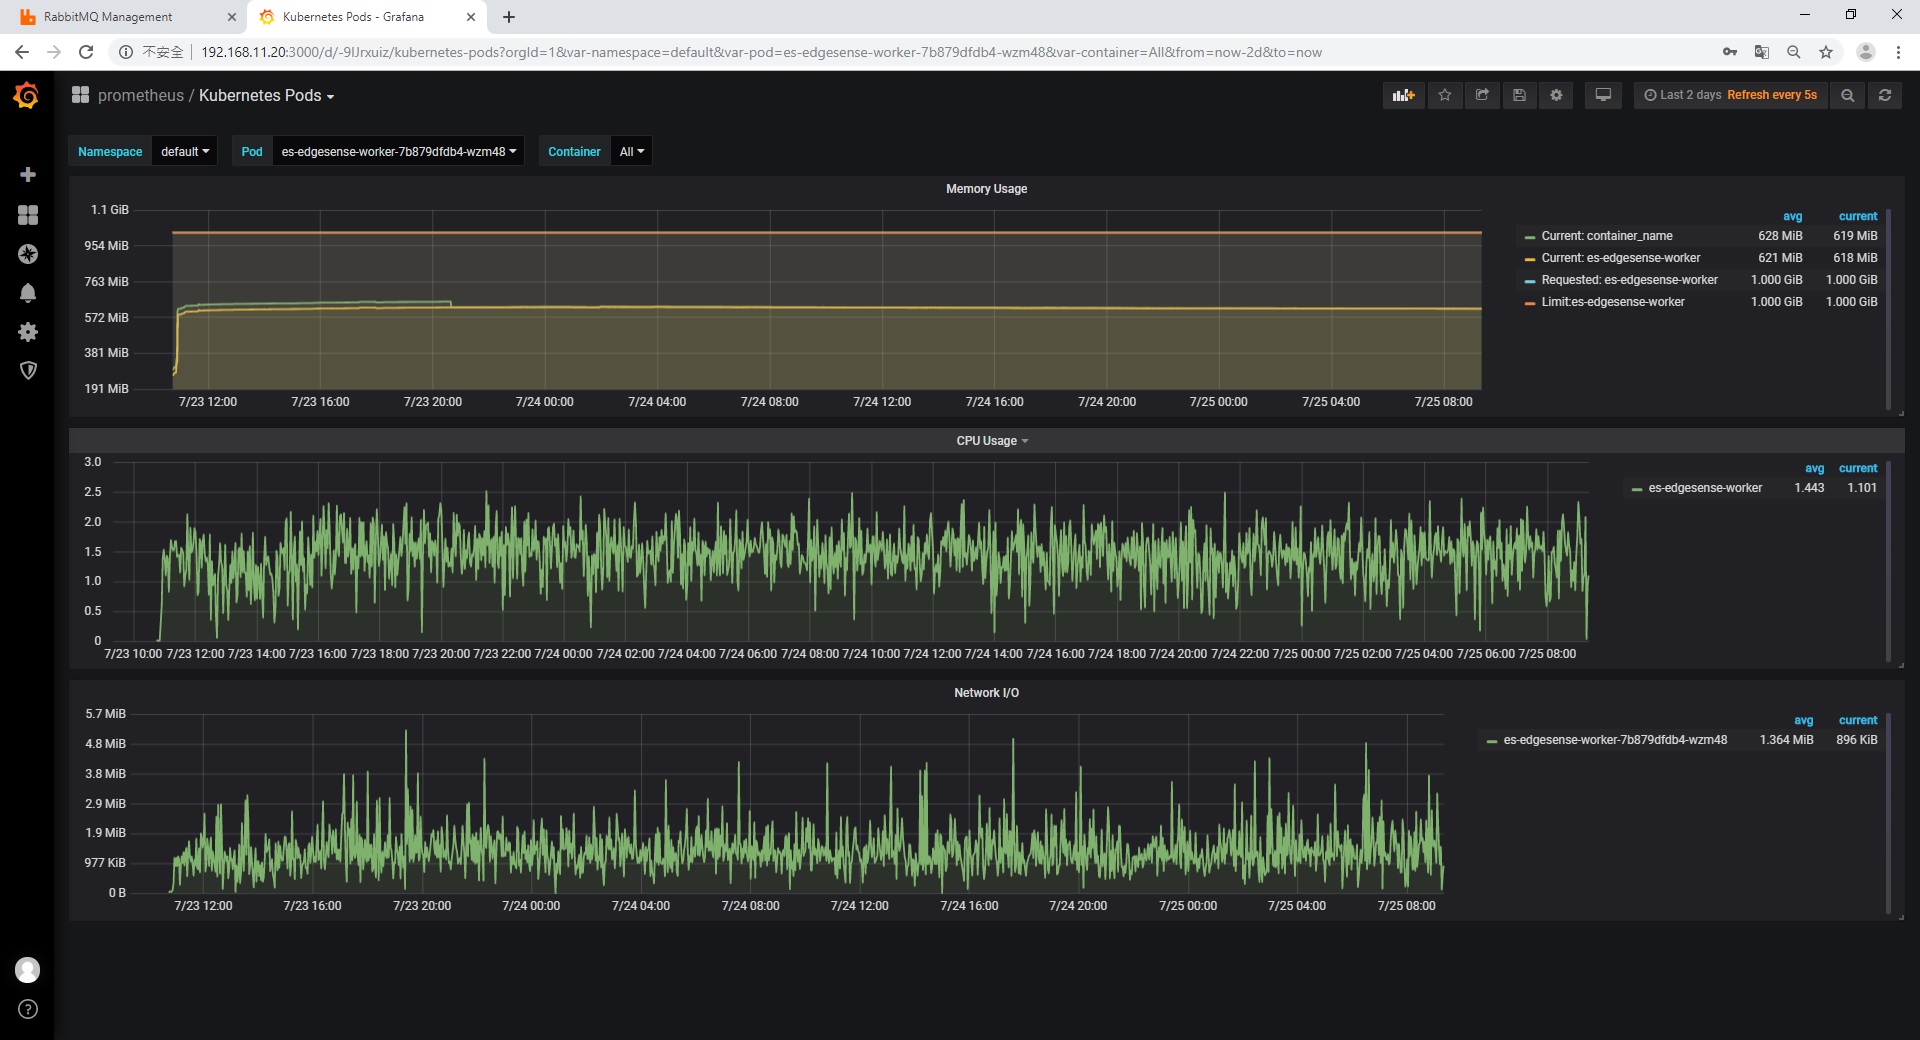 RabbitMQ Management
Kubernetes Pods - Grafana
不安全 192.168.11.20:3000/d/-9IJrxuiz/kubernetes-pods?orgId=1&var-namespace=default&var-pod=es-edgesense-worker-7b879dfdb4-wzm48&var-container=All&from=now-2d&to=now
prometheus / Kubernetes Pods
Last 2 days Refresh every 5s
Namespace default Pod es-edgesense-worker-7b879dfdb4-wzm48 Container All
Memory Usage
1.1 GiB
954 MiB
763 MiB
572 MiB
381 MiB
191 MiB
7/23 12:00 7/23 16:00 7/23 20:00 7/24 00:00 7/24 04:00 7/24 08:00 7/24 12:00 7/24 16:00 7/24 20:00 7/25 00:00 7/25 04:00 7/25 08:00
avg current
Current: container_name 628 MiB 619 MiB
Current: es-edgesense-worker 621 MiB 618 MiB
Requested: es-edgesense-worker 1.000 GiB 1.000 GiB
Limit:es-edgesense-worker 1.000 GiB 1.000 GiB
CPU Usage
3.0
2.5
2.0
1.5
1.0
0.5
0
7/23 10:00 7/23 12:00 7/23 14:00 7/23 16:00 7/23 18:00 7/23 20:00 7/23 22:00 7/24 00:00 7/24 02:00 7/24 04:00 7/24 06:00 7/24 08:00 7/24 10:00 7/24 12:00 7/24 14:00 7/24 16:00 7/24 18:00 7/24 20:00 7/24 22:00 7/25 00:00 7/25 02:00 7/25 04:00 7/25 06:00 7/25 08:00
avg current
es-edgesense-worker 1.443 1.101
Network I/O
5.7 MiB
4.8 MiB
3.8 MiB
2.9 MiB
1.9 MiB
977 KiB
0 B
7/23 12:00 7/23 16:00 7/23 20:00 7/24 00:00 7/24 04:00 7/24 08:00 7/24 12:00 7/24 16:00 7/24 20:00 7/25 00:00 7/25 04:00 7/25 08:00
avg current
es-edgesense-worker-7b879dfdb4-wzm48 1.364 MiB 896 KiB